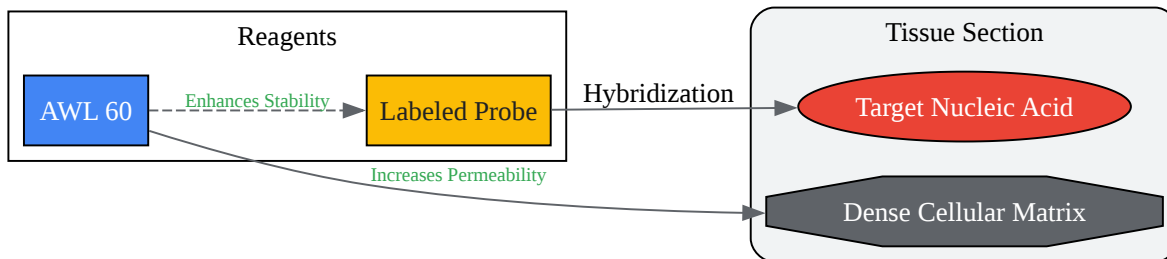 Reagents
Tissue Section
AWL 60
Enhances Stability
Labeled Probe
Hybridization
Target Nucleic Acid
Increases Permeability
Dense Cellular Matrix